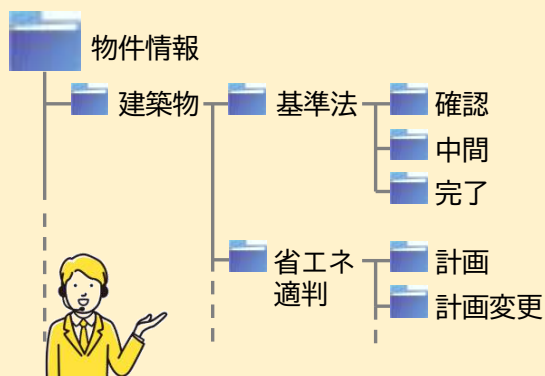 物件情報
建築物
基準法
確認
中間
完了
省エネ
適判
計画
計画変更